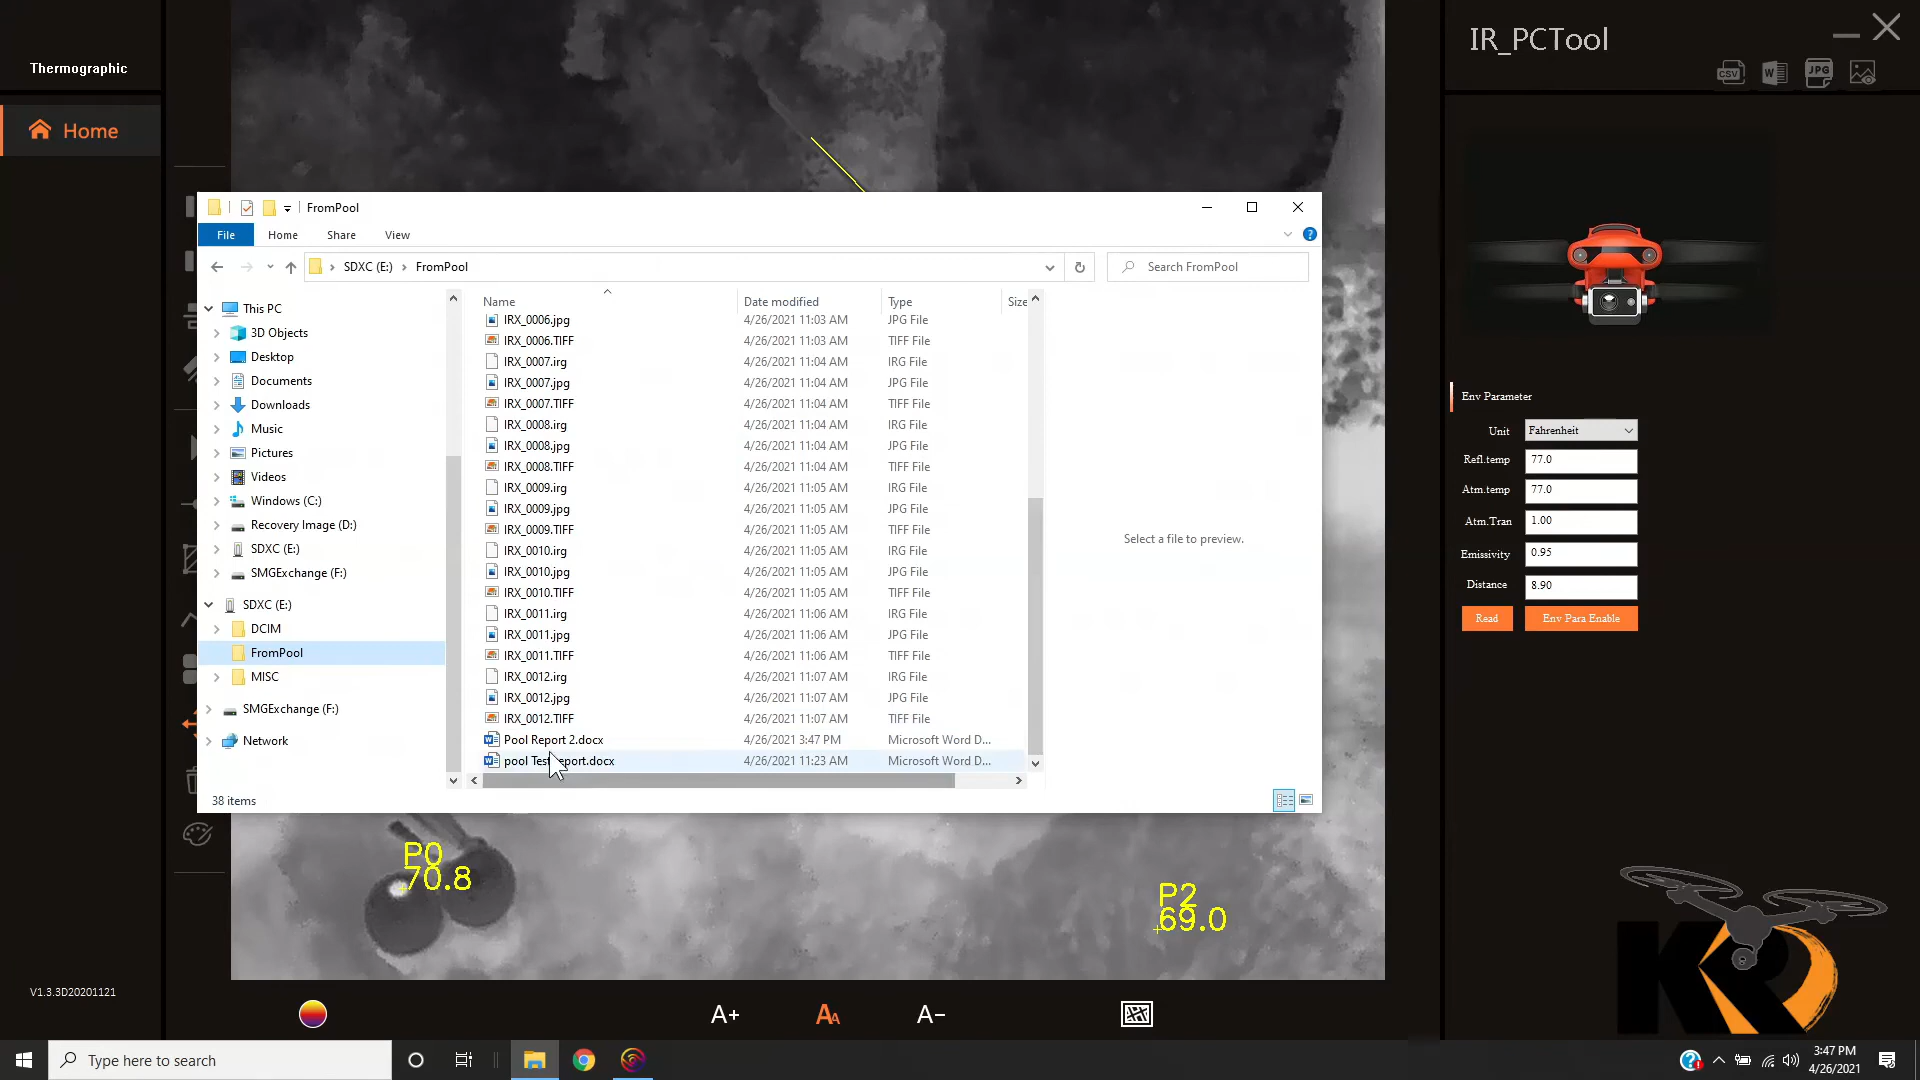 Thermographic
Home
V1.3.3D20201121
FromPool
File Home Share View
SDXC (E:) FromPool
Search FromPool
This PC
3D Objects
Desktop
Documents
Downloads
Music
Pictures
Videos
Windows (C:)
Recovery Image (D:)
SDXC (E:)
SMGExchange (F:)
SDXC (E:)
DCIM
FromPool
MISC
SMGExchange (F:)
Network
38 items
Name Date modified Type Size
IRX_0006.jpg 4/26/2021 11:03 AM JPG File
IRX_0006.TIFF 4/26/2021 11:03 AM TIFF File
IRX_0007.irg 4/26/2021 11:04 AM IRG File
IRX_0007.jpg 4/26/2021 11:04 AM JPG File
IRX_0007.TIFF 4/26/2021 11:04 AM TIFF File
IRX_0008.irg 4/26/2021 11:04 AM IRG File
IRX_0008.jpg 4/26/2021 11:04 AM JPG File
IRX_0008.TIFF 4/26/2021 11:04 AM TIFF File
IRX_0009.irg 4/26/2021 11:05 AM IRG File
IRX_0009.jpg 4/26/2021 11:05 AM JPG File
IRX_0009.TIFF 4/26/2021 11:05 AM TIFF File
IRX_0010.irg 4/26/2021 11:05 AM IRG File
IRX_0010.jpg 4/26/2021 11:05 AM JPG File
IRX_0010.TIFF 4/26/2021 11:05 AM TIFF File
IRX_0011.irg 4/26/2021 11:06 AM IRG File
IRX_0011.jpg 4/26/2021 11:06 AM JPG File
IRX_0011.TIFF 4/26/2021 11:06 AM TIFF File
IRX_0012.irg 4/26/2021 11:07 AM IRG File
IRX_0012.jpg 4/26/2021 11:07 AM JPG File
IRX_0012.TIFF 4/26/2021 11:07 AM TIFF File
Pool Report 2.docx 4/26/2021 3:47 PM Microsoft Word D...
pool 4/26/2021 11:23 AM Microsoft Word D...
Select a file to preview.
P0
70.8
P2
69.0
A+ AA A-
IR_PCTool
CSV W JPG
Env Parameter
Unit Fahrenheit
Refl.temp 77.0
Atm.temp 77.0
Atm.Tran 1.00
Emissivity 0.95
Distance 8.90
Read Env Para Enable
KD
Type here to search
3:47 PM
4/26/2021